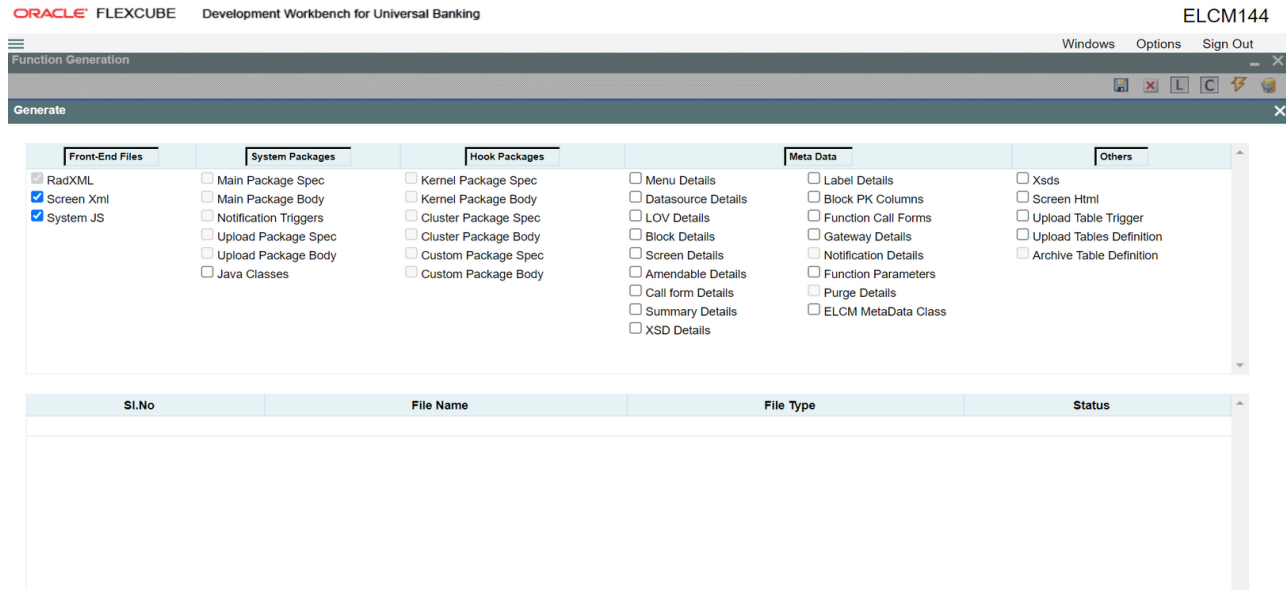 ORACLE FLEXCUBE Development Workbench for Universal Banking
ELCM144
Windows Options Sign Out
Function Generation
L C
Generate
Front-End Files System Packages Hook Packages Meta Data Others
RadXML Main Package Spec Kernel Package Spec Menu Details Label Details Xsds
Screen Xml Main Package Body Kernel Package Body Datasource Details Block PK Columns Screen Html
System JS Notification Triggers Cluster Package Spec LOV Details Function Call Forms Upload Table Trigger
Upload Package Spec Cluster Package Body Block Details Gateway Details Upload Tables Definition
Upload Package Body Custom Package Spec Screen Details Notification Details Archive Table Definition
Java Classes Custom Package Body Amendable Details Function Parameters
Call form Details Purge Details
Summary Details ELCM MetaData Class
XSD Details
Sl.No File Name File Type Status